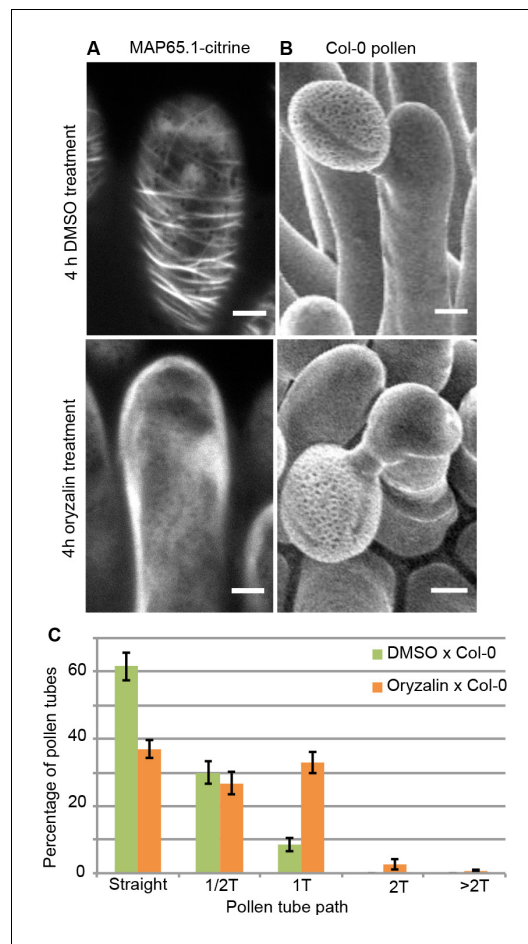 A MAP65.1-citrine
B Col-0 pollen
4 h DMSO treatment
4h oryzalin treatment
C
DMSO x Col-0
Oryzalin x Col-0
Percentage of pollen tubes
60
40
20
0
Straight 1/2T 1T 2T >2T
Pollen tube path